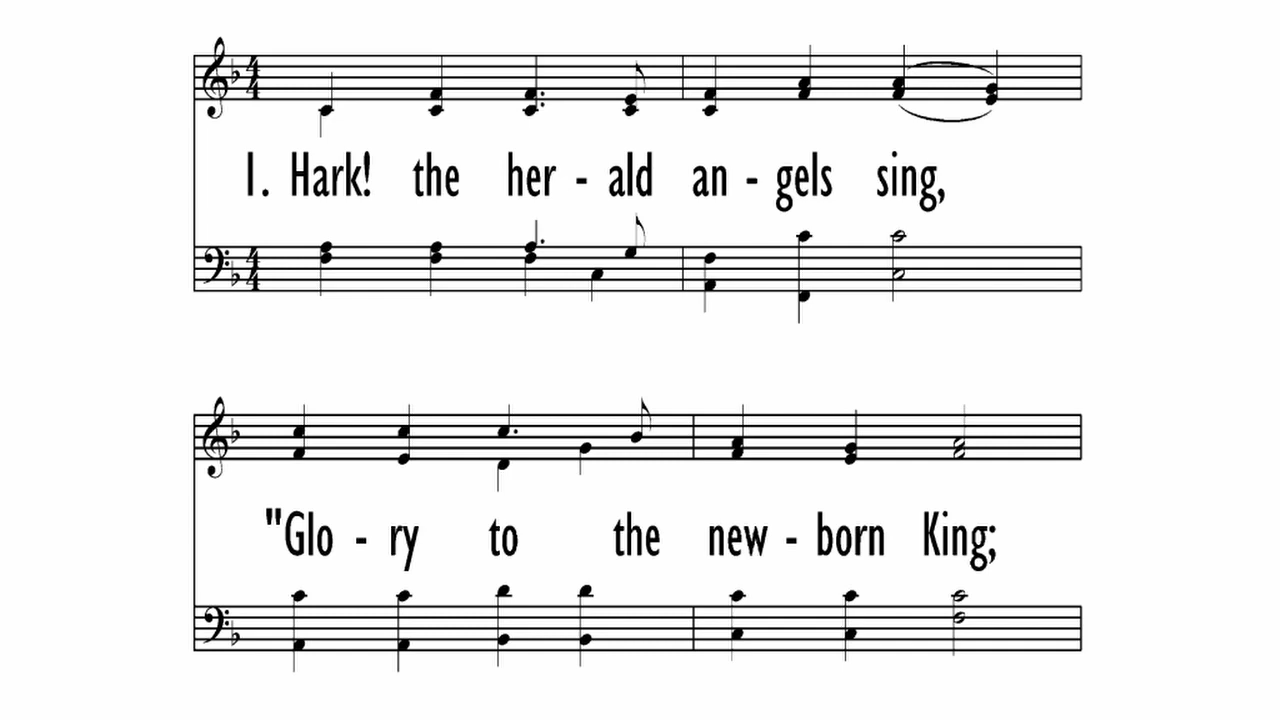 1. Hark! the her - ald an - gels sing,
"Glo - ry to the new - born King;